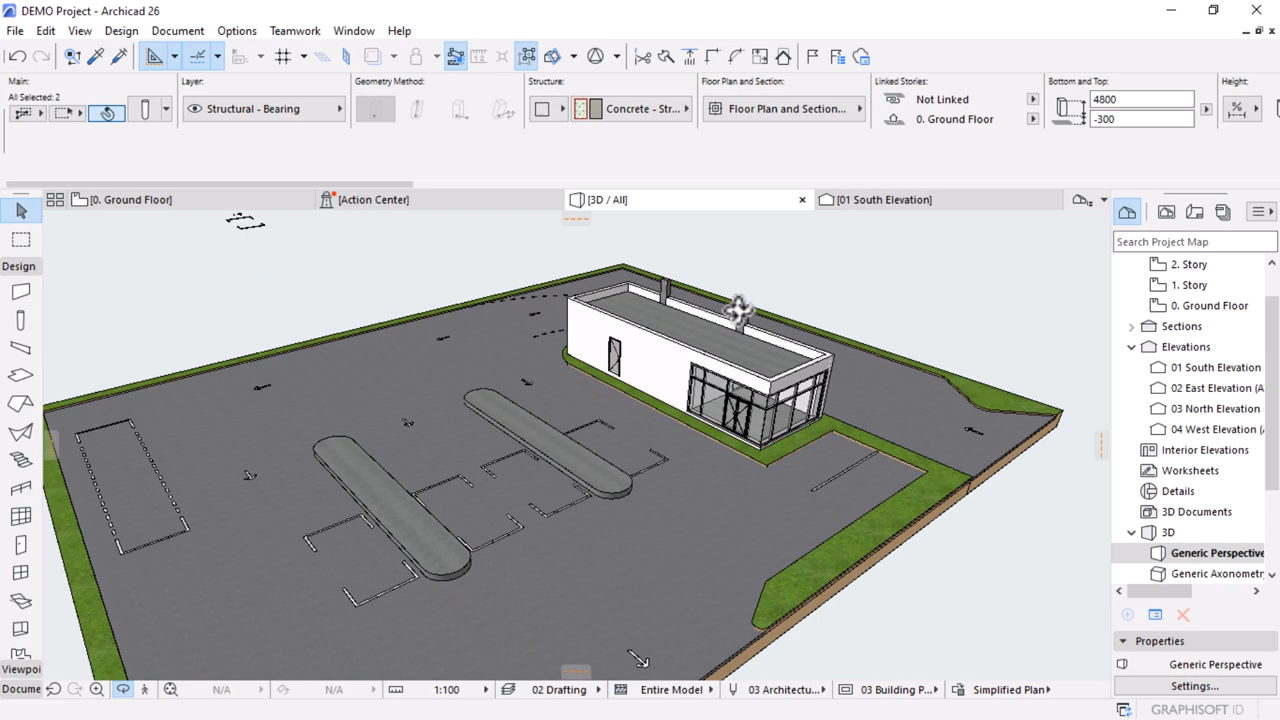 DEMO Project - Archicad 26
File Edit View Design Document Options Teamwork Window Help
Main:
All Selected: 2
Layer:
Structural - Bearing
Geometry Method:
Structure:
Concrete - Str...
Floor Plan and Section:
Floor Plan and Section...
Linked Stories:
Not Linked
0. Ground Floor
Bottom and Top:
4800
-300
Height:
[0. Ground Floor]
[Action Center]
[3D / All]
[01 South Elevation]
Design
Viewpoi
Docume
Search Project Map
2. Story
1. Story
0. Ground Floor
Sections
Elevations
01 South Elevation
02 East Elevation (A
03 North Elevation
04 West Elevation (
Interior Elevations
Worksheets
Details
3D Documents
3D
Generic Perspective
Generic Axonometr
Properties
Generic Perspective
Settings...
N/A
N/A
1:100
02 Drafting
Entire Model
03 Architectu...
03 Building P...
Simplified Plan
GRAPHISOFT ID